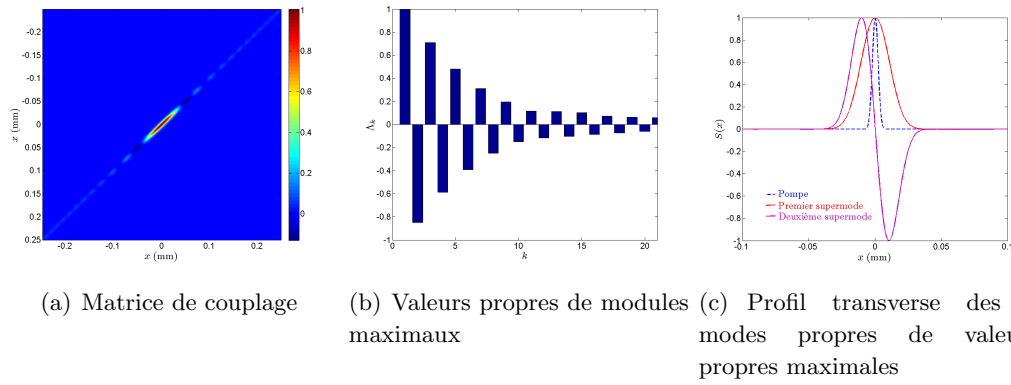 -0.2
-0.15
-0.1
-0.05
0
0.05
0.1
0.15
0.2
0.25
x (mm)
-0.2 -0.1 0 0.1 0.2
x (mm)
1
0.8
0.6
0.4
0.2
0
1
0.8
0.6
0.4
0.2
0
-0.2
-0.4
-0.6
-0.8
-1
Λk
0 5 10 15 20
k
1
0.8
0.6
0.4
0.2
0
-0.2
-0.4
-0.6
-0.8
-1
S(x)
Pompe
Premier supermode
Deuxième supermode
-0.1 -0.05 0 0.05 0.1
x (mm)
(a) Matrice de couplage
(b) Valeurs propres de modules
maximaux
(c) Profil transverse des
modes propres de valeu
propres maximales